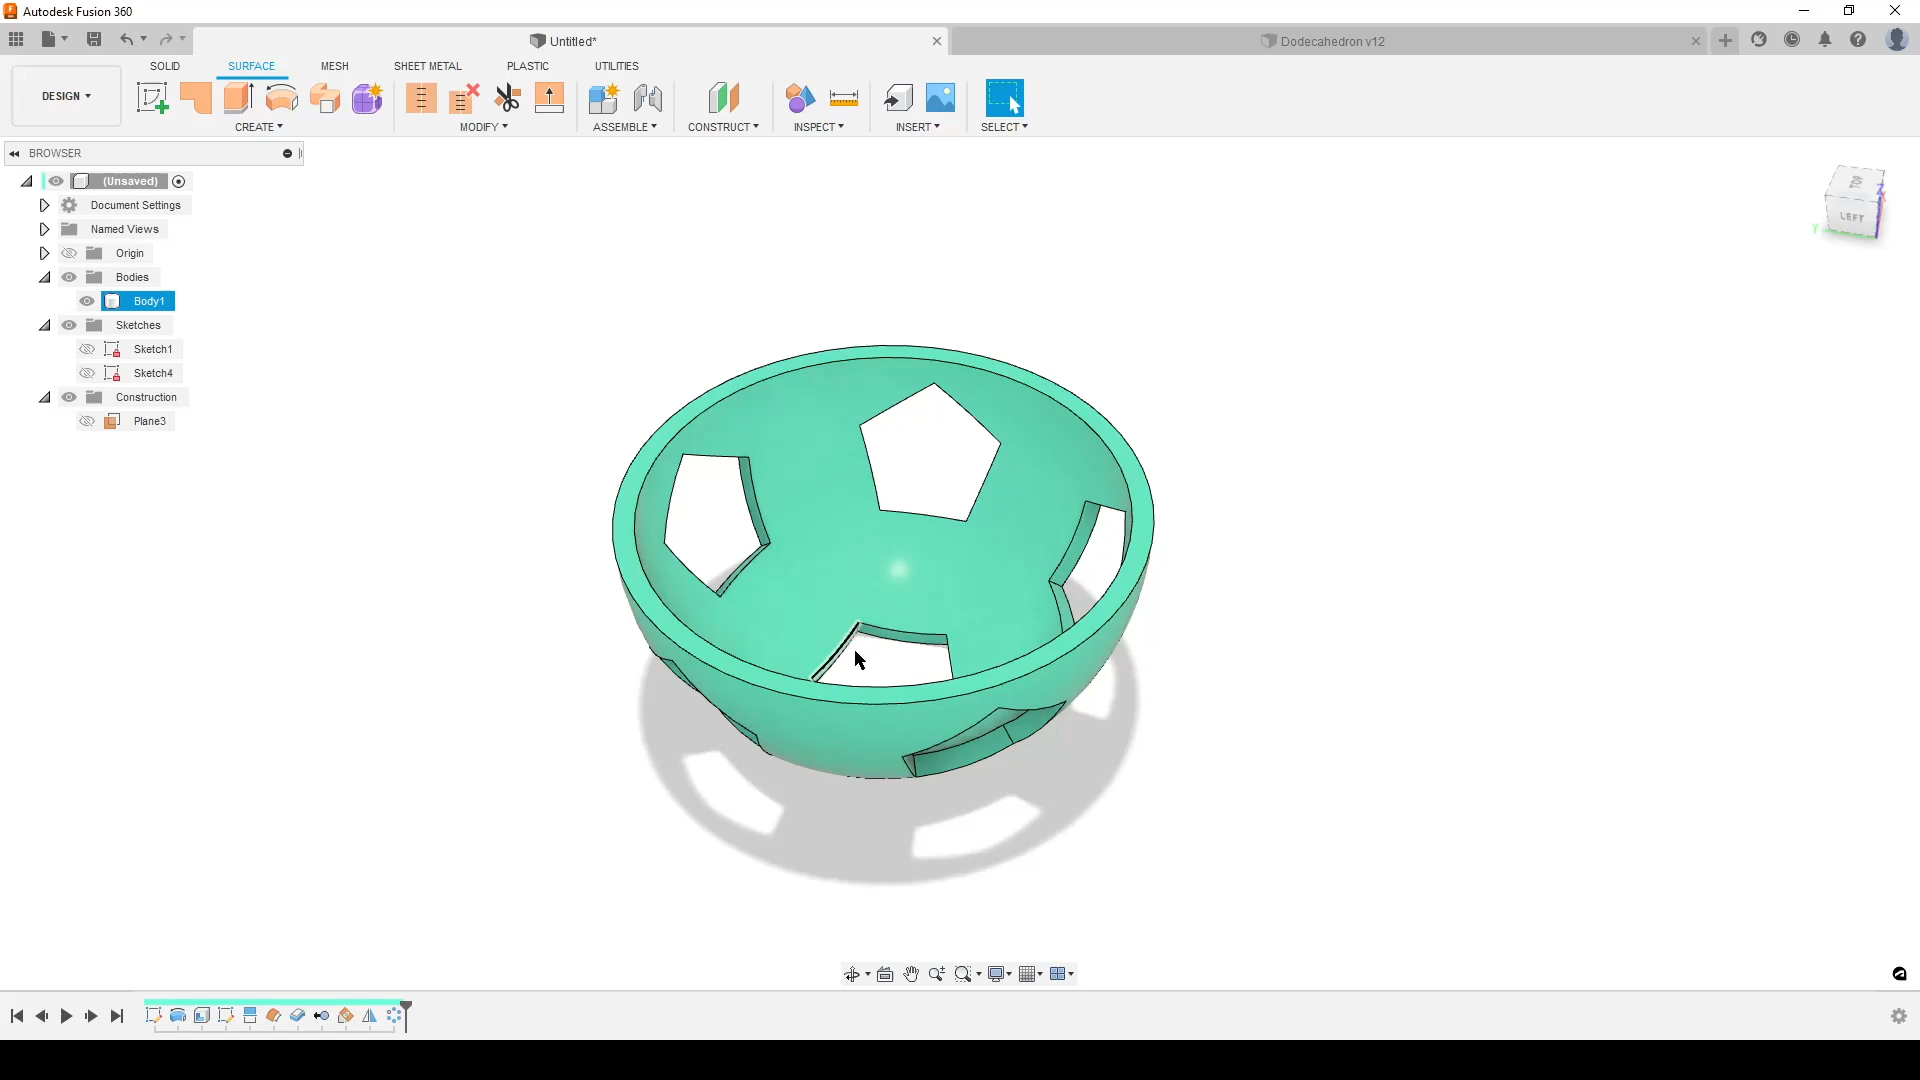 Autodesk Fusion 360
Untitled*
Dodecahedron v12
SOLID SURFACE MESH SHEET METAL PLASTIC UTILITIES
DESIGN
CREATE MODIFY ASSEMBLE CONSTRUCT INSPECT INSERT SELECT
BROWSER
(Unsaved)
Document Settings
Named Views
Origin
Bodies
Body1
Sketches
Sketch1
Sketch4
Construction
Plane3
TOP
LEFT
Z
Y